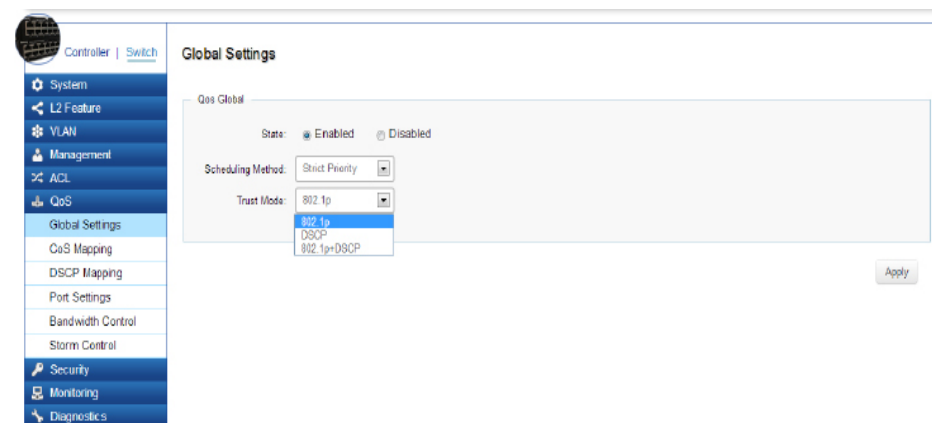 Controller | Switch
Global Settings
System
L2 Feature
VLAN
Management
ACL
QoS
Global Settings
CoS Mapping
DSCP Mapping
Port Settings
Bandwidth Control
Storm Control
Security
Monitoring
Diagnostics
Qos Global
State: Enabled Disabled
Scheduling Method: Strict Priority
Trust Mode: 802.1p
802.1p
DSCP
802.1p+DSCP
Apply